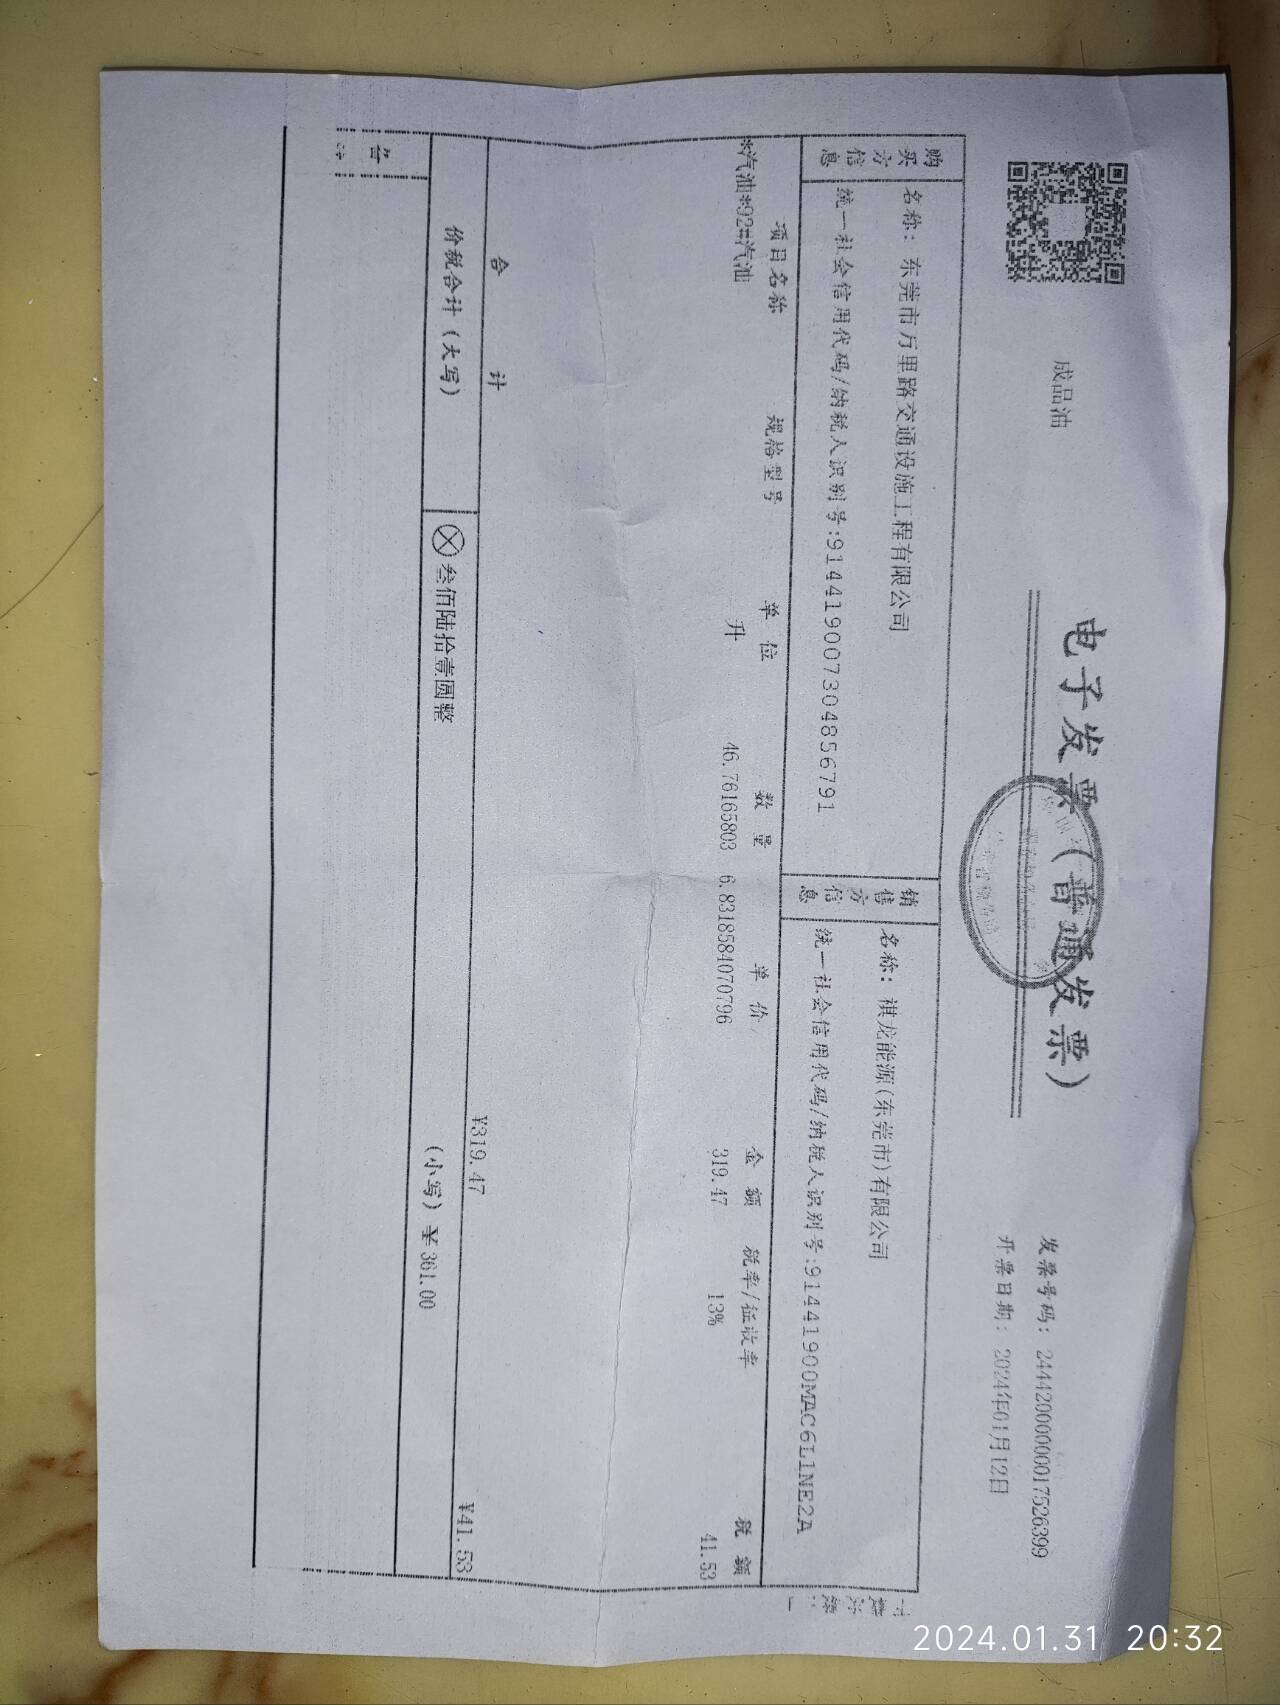 成品油
电子发票（普通发票）
发票号码：24442000000017526399
开票日期：2024年01月12日
购买方信息
名称：东莞市万里路交通设施工程有限公司
统一社会信用代码/纳税人识别号:914419007304856791
销售方信息
名称：祺龙能源(东莞市)有限公司
统一社会信用代码/纳税人识别号:91441900MAC6L1NE2A
项目名称 规格型号 单位 数量 单价 金额 税率/征收率 税额
*汽油*92#汽油 升 46.76165803 6.8318584070796 319.47 13% 41.53
合计 ¥319.47 ¥41.53
价税合计（大写） ⊗叁佰陆拾壹圆整 （小写）¥361.00
2024.01.31 20:32